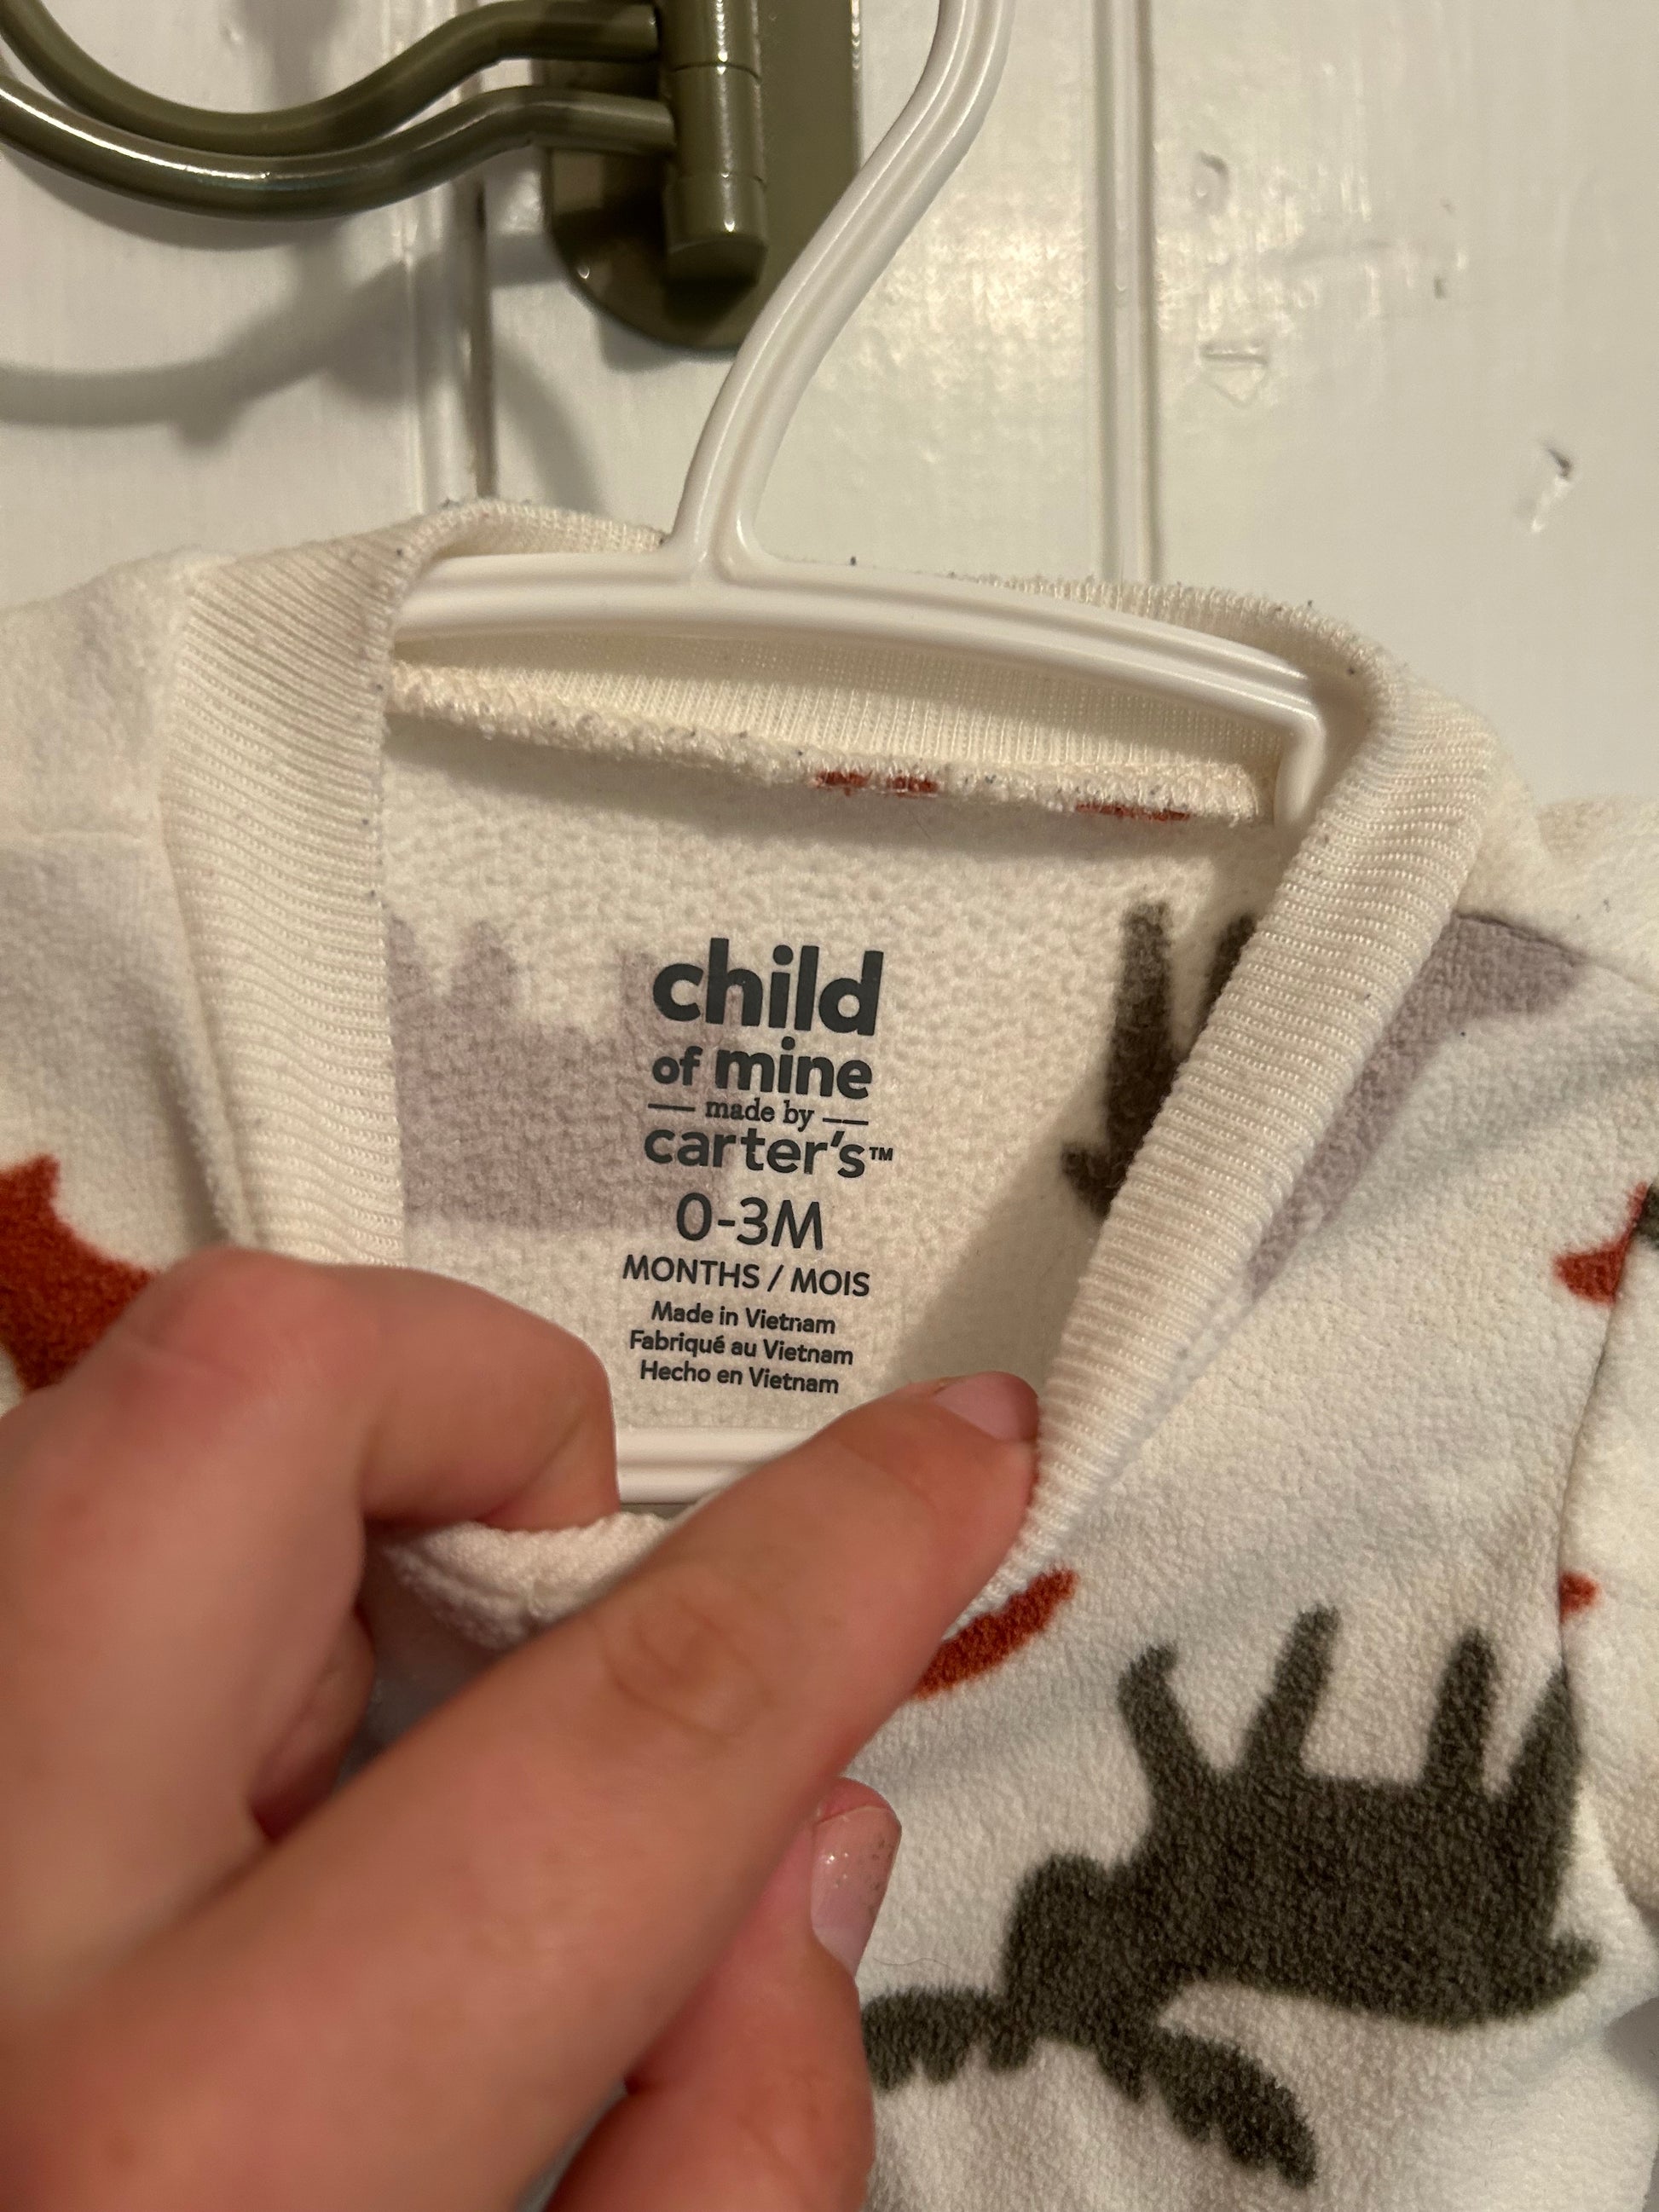 child
of mine
made by
carter's™
0-3M
MONTHS / MOIS
Made in Vietnam
Fabriqué au Vietnam
Hecho en Vietnam